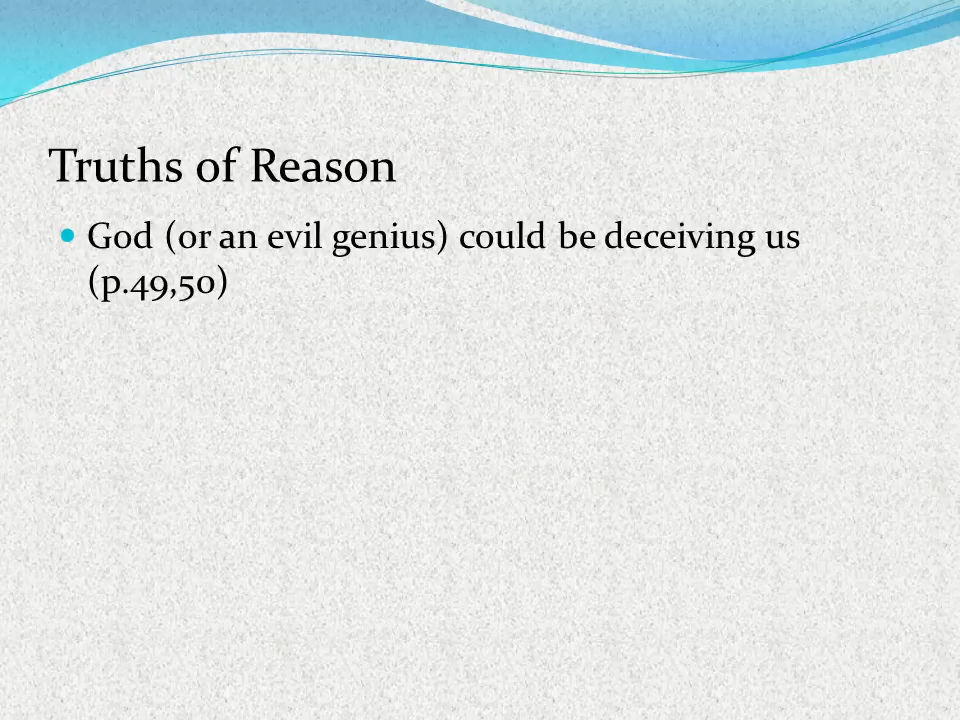 Truths of Reason
God (or an evil genius) could be deceiving us
(p.49,50)